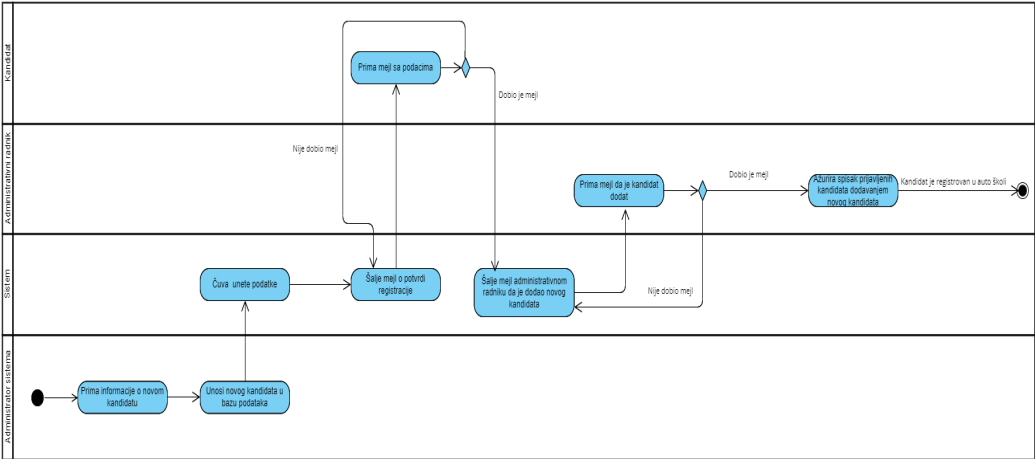 Kandidat
Prima mejl sa podacima
Dobio je mejl
Administrativni radnik
Nije dobio mejl
Prima mejl da je kandidat
dodat
Dobio je mejl
Ažurira spisak prijavljenih
kandidata dodavanjem
novog kandidata
Kandidat je registrovan u auto školi
Sistem
Čuva unete podatke
Šalje mejl o potvrdi
registracije
Šalje mejl administrativnom
radniku da je dodao novog
kandidata
Nije dobio mejl
Administrator sistema
Prima informacije o novom
kandidatu
Unosi novog kandidata u
bazu podataka